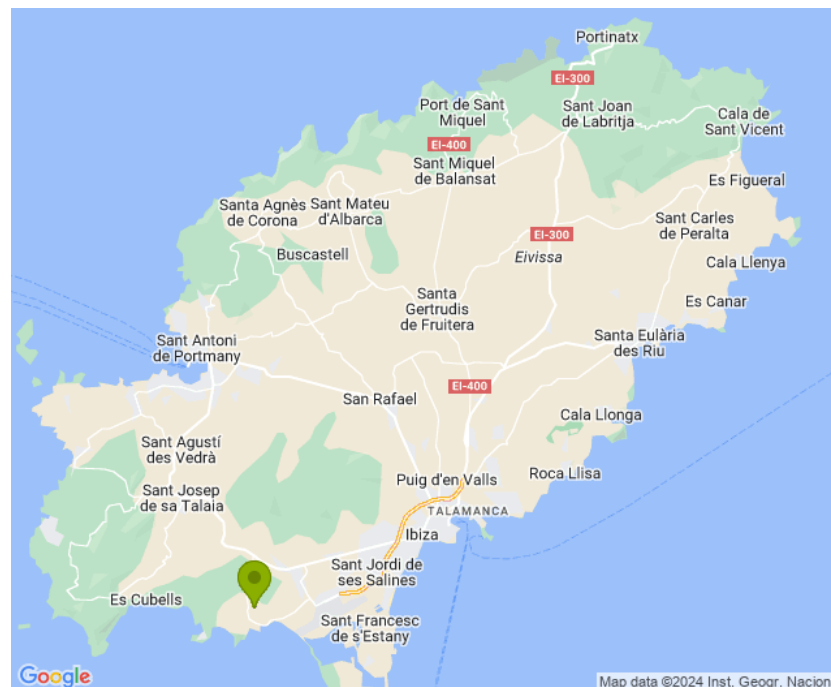 Portinatx
EI-300
Port de Sant
Miquel
Sant Joan
de Labritja
Cala de
Sant Vicent
EI-400
Sant Miquel
de Balansat
Es Figueral
Santa Agnès
de Corona
Sant Mateu
d'Albarca
Sant Carles
de Peralta
EI-300
Buscastell
Eivissa
Cala Llenya
Santa
Gertrudis
de Fruitera
Es Canar
Sant Antoni
de Portmany
Santa Eulària
des Riu
EI-400
San Rafael
Cala Llonga
Sant Agustí
des Vedrà
Roca Llisa
Puig d'en Valls
Sant Josep
de sa Talaia
TALAMANCA
Ibiza
Sant Jordi de
ses Salines
Es Cubells
Sant Francesc
de s'Estany
Google
Map data ©2024 Inst. Geogr. Nacion